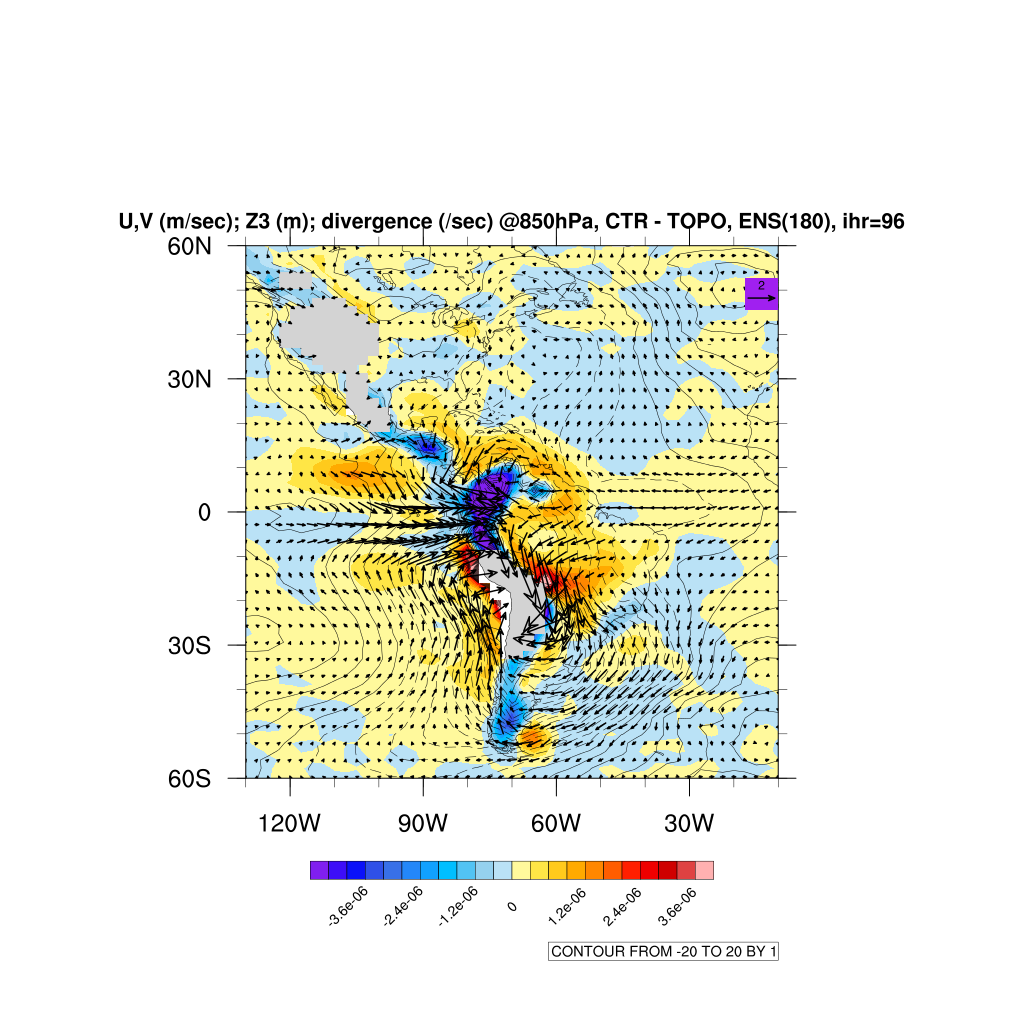 U,V (m/sec); Z3 (m); divergence (/sec) @850hPa, CTR - TOPO, ENS(180), ihr=96
60N
2
30N
0
30S
60S
120W 90W 60W 30W
-3.6e-06 -2.4e-06 -1.2e-06 0 1.2e-06 2.4e-06 3.6e-06
CONTOUR FROM -20 TO 20 BY 1